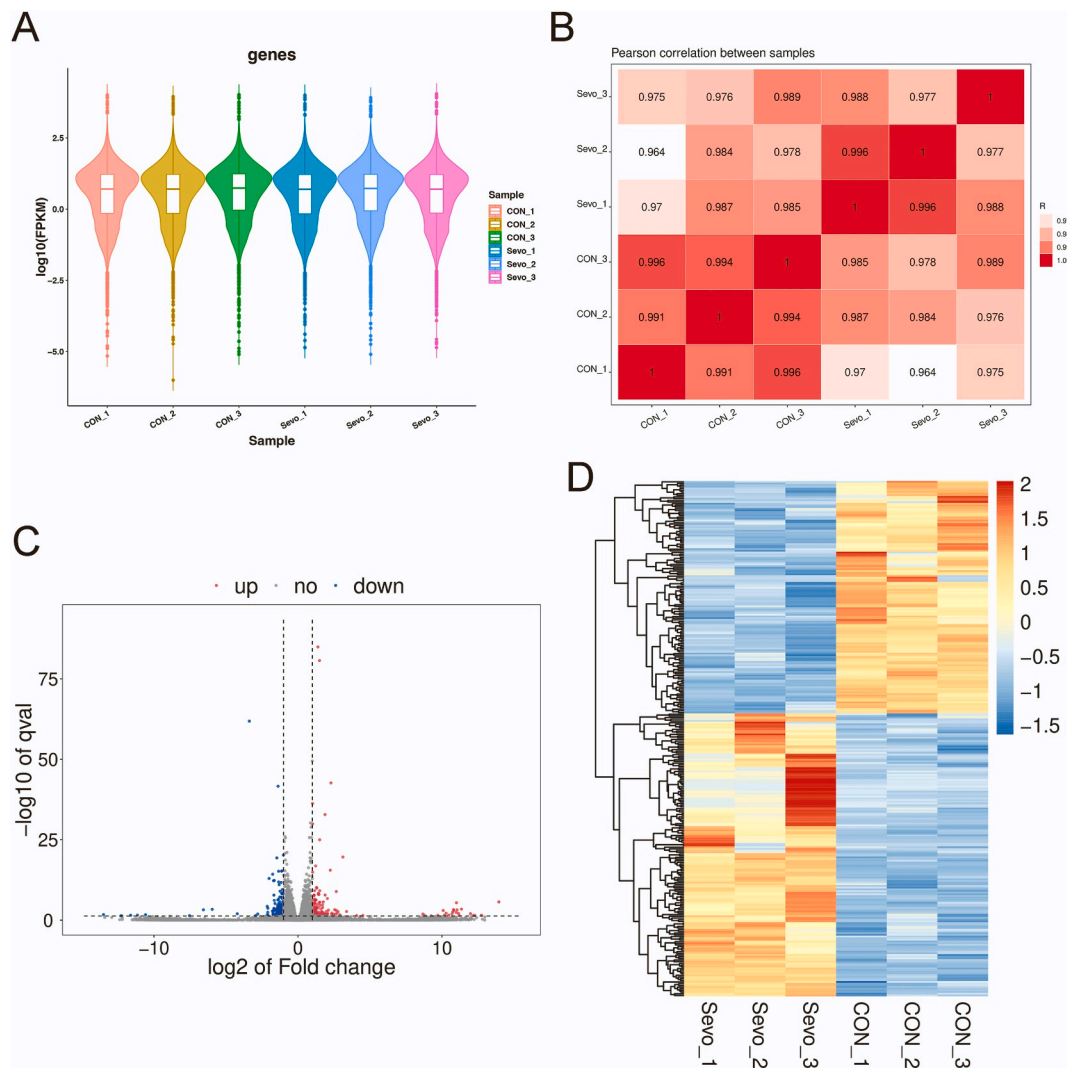 A
genes
log10(FPKM)
2.5
0.0
−2.5
−5.0
CON_1
CON_2
CON_3
Sevo_1
Sevo_2
Sevo_3
Sample
Sample
CON_1
CON_2
CON_3
Sevo_1
Sevo_2
Sevo_3
B
Pearson correlation between samples
Sevo_3 0.975 0.976 0.989 0.988 0.977 1
Sevo_2 0.964 0.984 0.978 0.996 1 0.977
Sevo_1 0.97 0.987 0.985 1 0.996 0.988
CON_3 0.996 0.994 1 0.985 0.978 0.989
CON_2 0.991 1 0.994 0.987 0.984 0.976
CON_1 1 0.991 0.996 0.97 0.964 0.975
CON_1 CON_2 CON_3 Sevo_1 Sevo_2 Sevo_3
R
0.9
0.9
0.9
1.0
C
up no down
−log10 of qval
75
50
25
0
−10 0 10
log2 of Fold change
D
2
1.5
1
0.5
0
−0.5
−1
−1.5
Sevo_1
Sevo_2
Sevo_3
CON_1
CON_2
CON_3